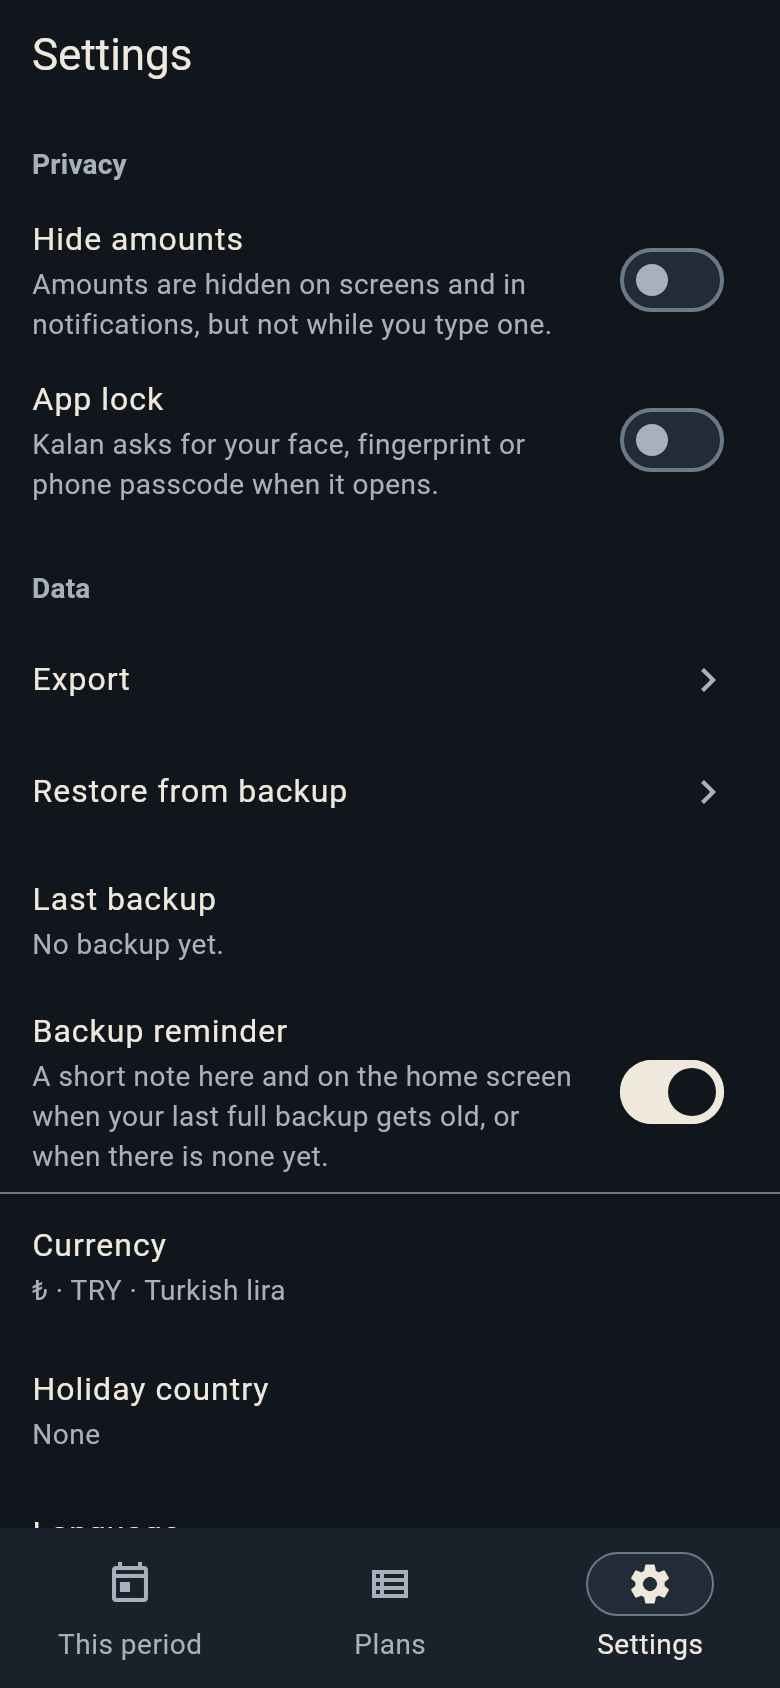 Settings
Privacy
Hide amounts
Amounts are hidden on screens and in
notifications, but not while you type one.
App lock
Kalan asks for your face, fingerprint or
phone passcode when it opens.
Data
Export
Restore from backup
Last backup
No backup yet.
Backup reminder
A short note here and on the home screen
when your last full backup gets old, or
when there is none yet.
Currency
₺ · TRY · Turkish lira
Holiday country
None
Language
This period
Plans
Settings